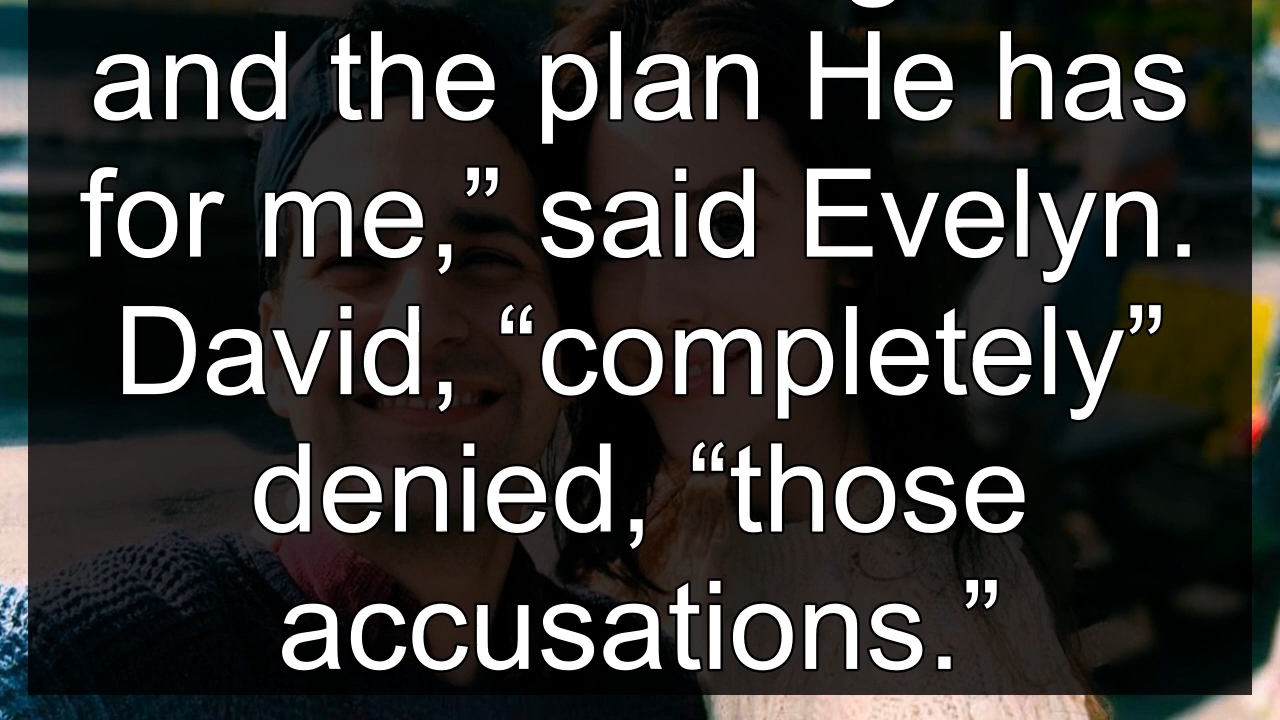 and the plan He has
for me,” said Evelyn.
David, “completely”
denied, “those
accusations.”